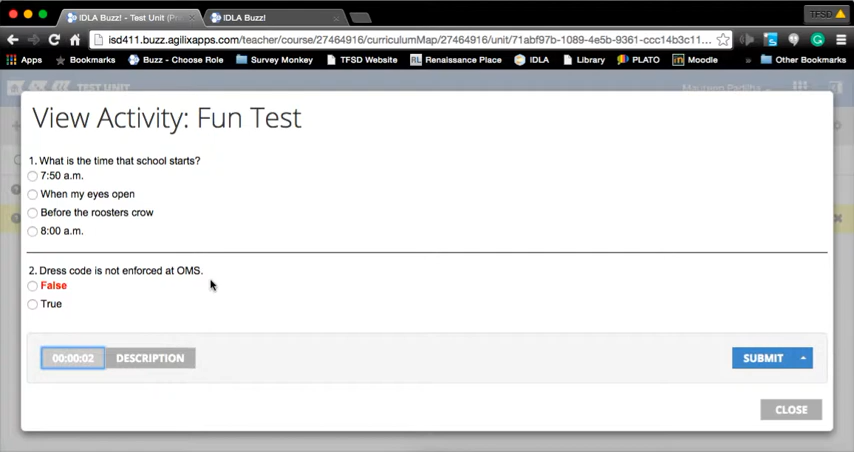 IDLA Buzz! - Test Unit (Pr
IDLA Buzz!
TFSD
isd411.buzz.agilixapps.com/teacher/course/27464916/curriculumMap/27464916/unit/71abf97b-1089-4e5b-9361-ccc14b3c11...
Apps Bookmarks Buzz - Choose Role Survey Monkey TFSD Website RL Renaissance Place IDLA Library PLATO m Moodle » Other Bookmarks
TEST UNIT
View Activity: Fun Test
1. What is the time that school starts?
7:50 a.m.
When my eyes open
Before the roosters crow
8:00 a.m.
2. Dress code is not enforced at OMS.
False
True
00:00:02 DESCRIPTION SUBMIT
CLOSE